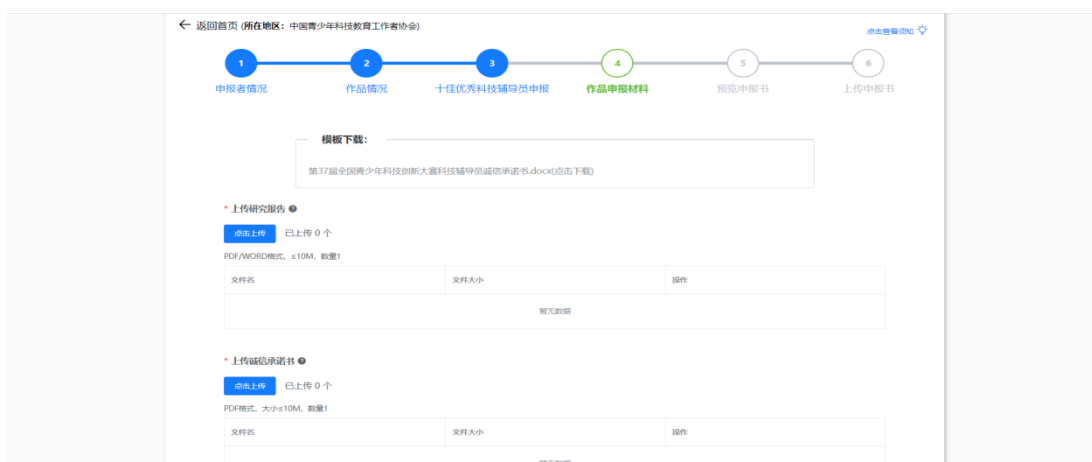 ← 返回首页 (所在地区：中国青少年科技教育工作者协会)
点击查看须知
1 2 3 4 5 6
申报者情况 作品情况 十佳优秀科技辅导员申报 作品申报材料 预览申报书 上传申报书
模板下载：
第37届全国青少年科技创新大赛科技辅导员诚信承诺书.docx(点击下载)
* 上传研究报告
点击上传 已上传 0 个
PDF/WORD格式，≤10M，数量1
文件名 文件大小 操作
暂无数据
* 上传诚信承诺书
点击上传 已上传 0 个
PDF格式，大小≤10M，数量1
文件名 文件大小 操作